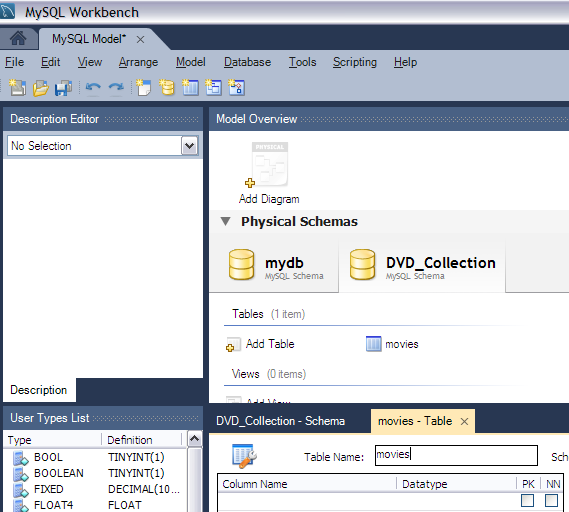 MySQL Workbench
MySQL Model*
File Edit View Arrange Model Database Tools Scripting Help
Description Editor
No Selection
Description
User Types List
Type Definition
BOOL TINYINT(1)
BOOLEAN TINYINT(1)
FIXED DECIMAL(10...
FLOAT4 FLOAT
Model Overview
PHYSICAL
Add Diagram
Physical Schemas
mydb
MySQL Schema
DVD_Collection
MySQL Schema
Tables (1 item)
Add Table
movies
Views (0 items)
Add View
DVD_Collection - Schema
movies - Table
Table Name: movies Sch
Column Name Datatype PK NN